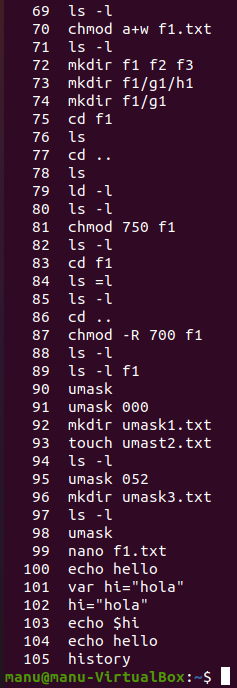 69 ls -l
70 chmod a+w f1.txt
71 ls -l
72 mkdir f1 f2 f3
73 mkdir f1/g1/h1
74 mkdir f1/g1
75 cd f1
76 ls
77 cd ..
78 ls
79 ld -l
80 ls -l
81 chmod 750 f1
82 ls -l
83 cd f1
84 ls =l
85 ls -l
86 cd ..
87 chmod -R 700 f1
88 ls -l
89 ls -l f1
90 umask
91 umask 000
92 mkdir umask1.txt
93 touch umast2.txt
94 ls -l
95 umask 052
96 mkdir umask3.txt
97 ls -l
98 umask
99 nano f1.txt
100 echo hello
101 var hi="hola"
102 hi="hola"
103 echo $hi
104 echo hello
105 history
manu@manu-VirtualBox:~$